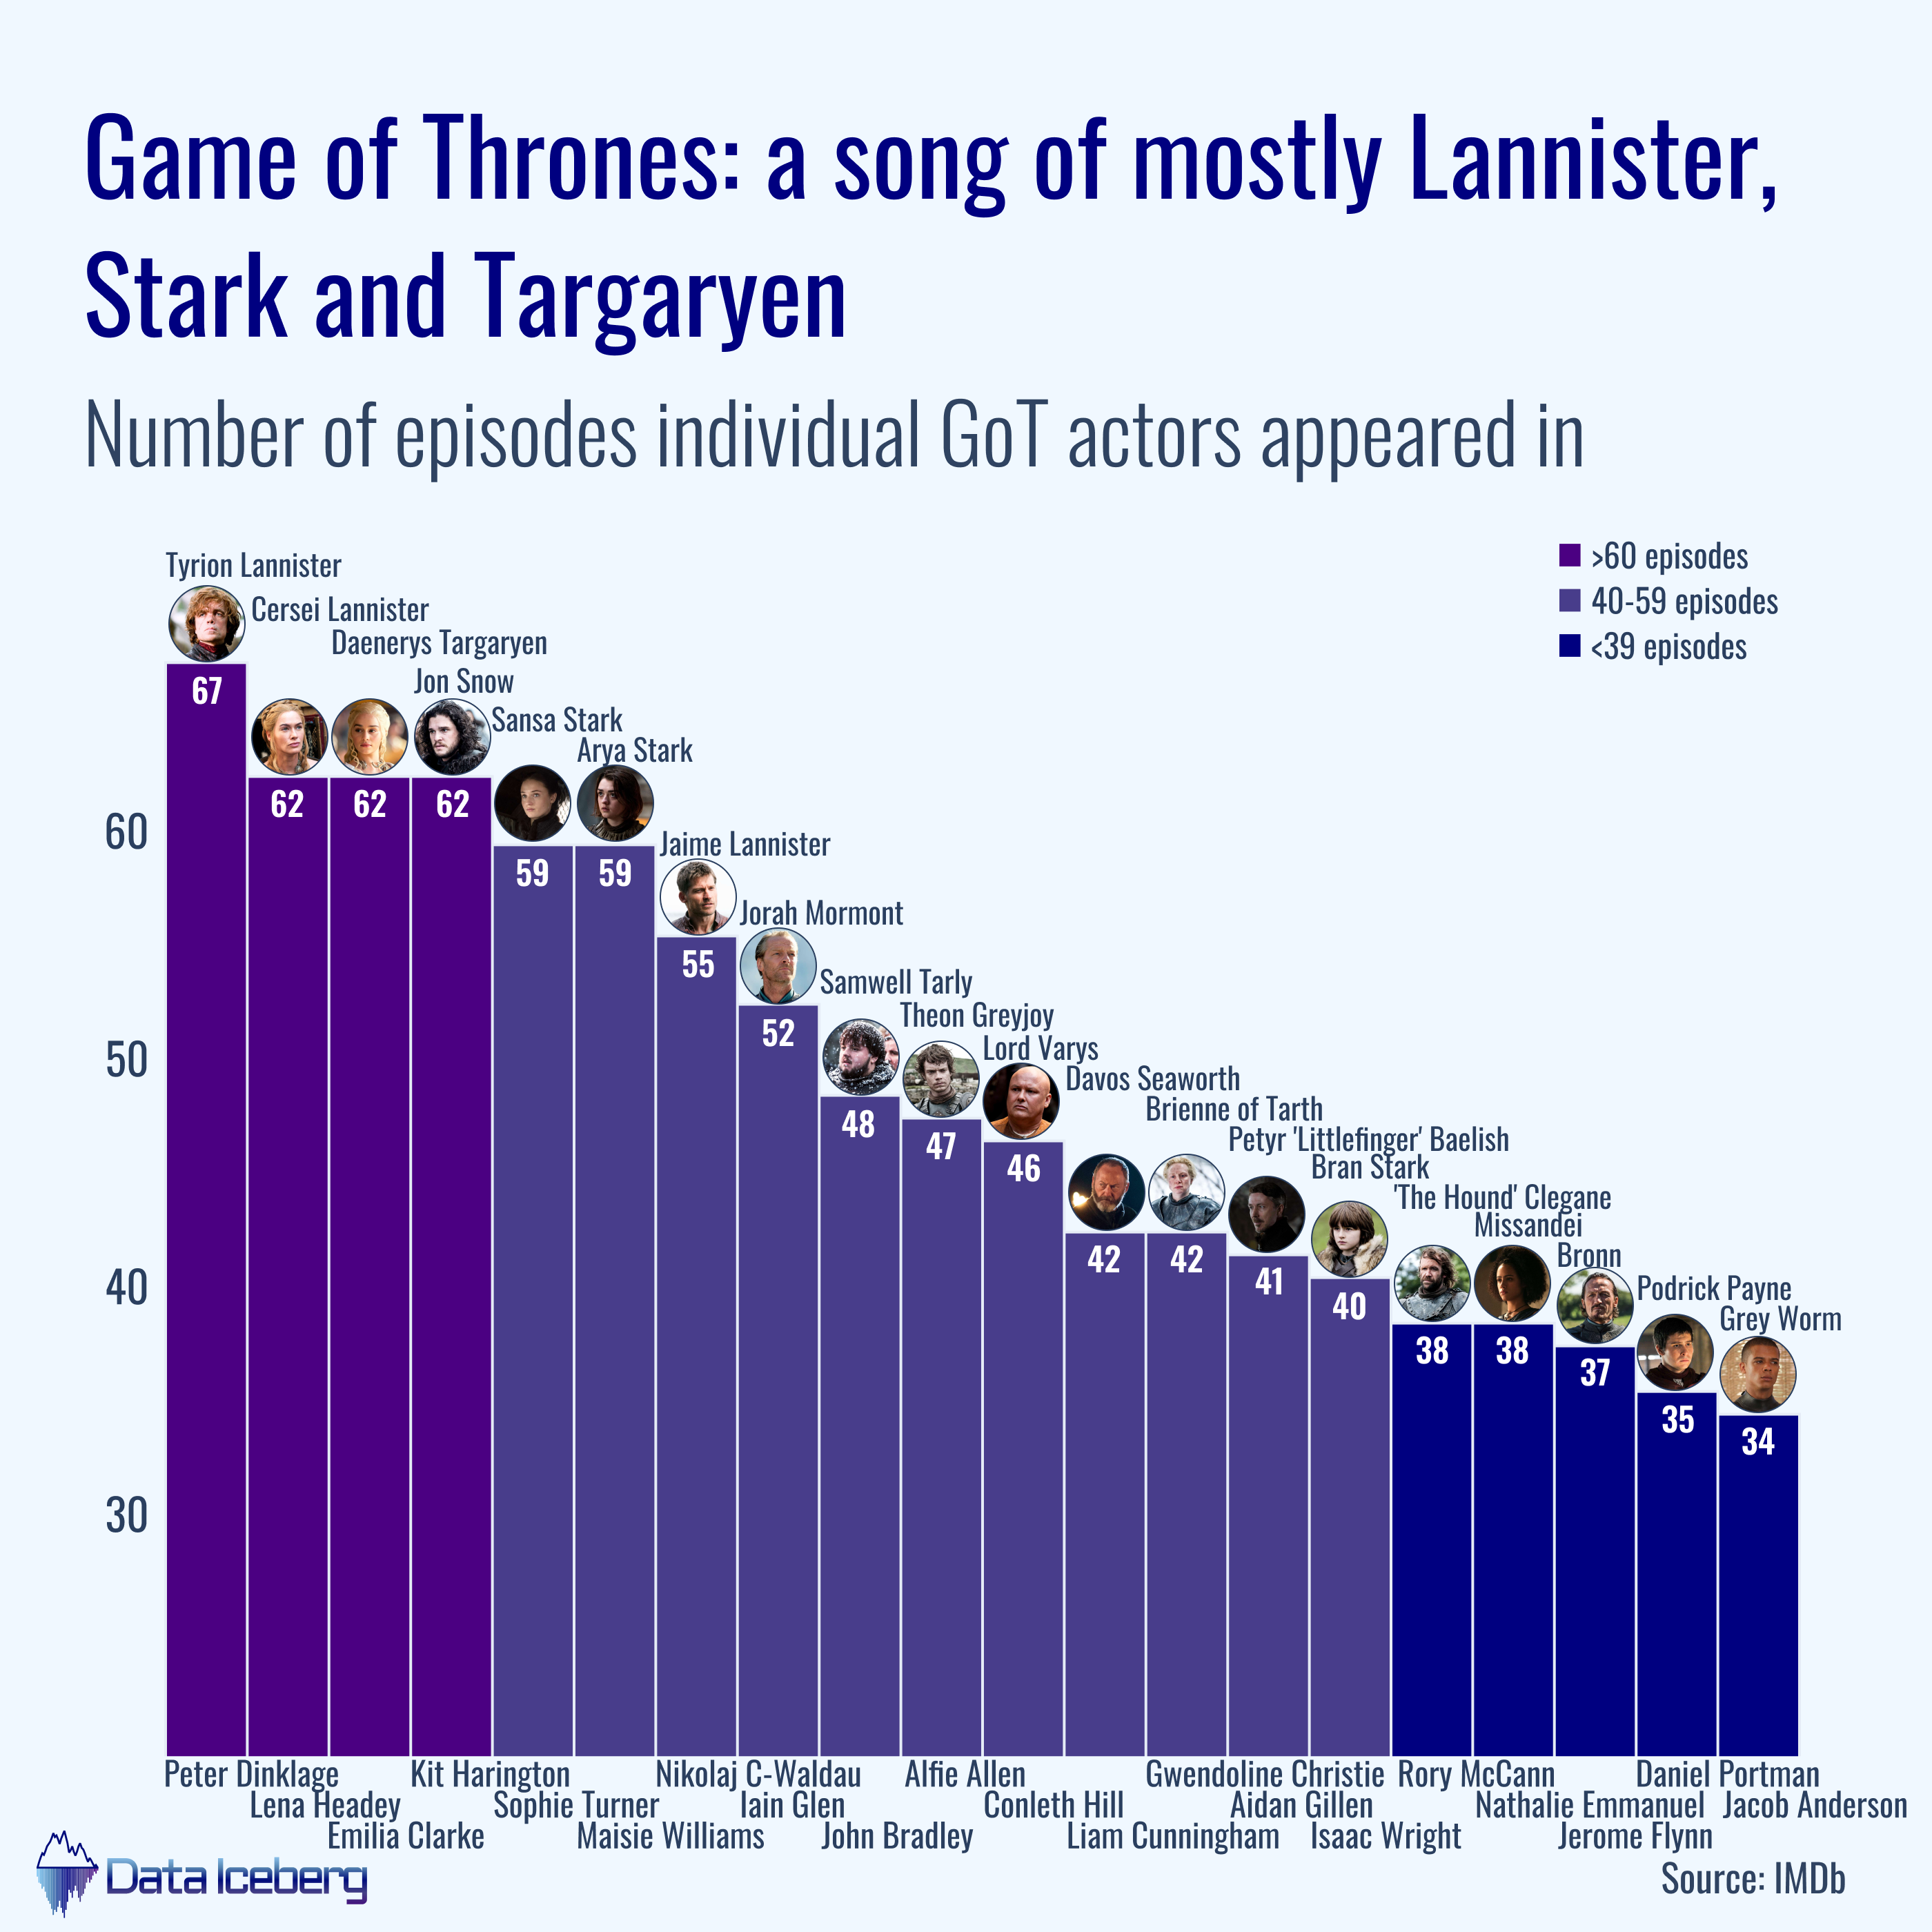 Game of Thrones: a song of mostly Lannister,
Stark and Targaryen
Number of episodes individual GoT actors appeared in
>60 episodes
40-59 episodes
<39 episodes
Tyrion Lannister
Cersei Lannister
Daenerys Targaryen
Jon Snow
Sansa Stark
Arya Stark
Jaime Lannister
Jorah Mormont
Samwell Tarly
Theon Greyjoy
Lord Varys
Davos Seaworth
Brienne of Tarth
Petyr 'Littlefinger' Baelish
Bran Stark
'The Hound' Clegane
Missandei
Bronn
Podrick Payne
Grey Worm
67
62
62
62
59
59
55
52
48
47
46
42
42
41
40
38
38
37
35
34
60
50
40
30
Peter Dinklage
Lena Headey
Emilia Clarke
Kit Harington
Sophie Turner
Maisie Williams
Nikolaj C-Waldau
Iain Glen
John Bradley
Alfie Allen
Conleth Hill
Liam Cunningham
Gwendoline Christie
Aidan Gillen
Isaac Wright
Rory McCann
Nathalie Emmanuel
Jerome Flynn
Daniel Portman
Jacob Anderson
Data Iceberg
Source: IMDb